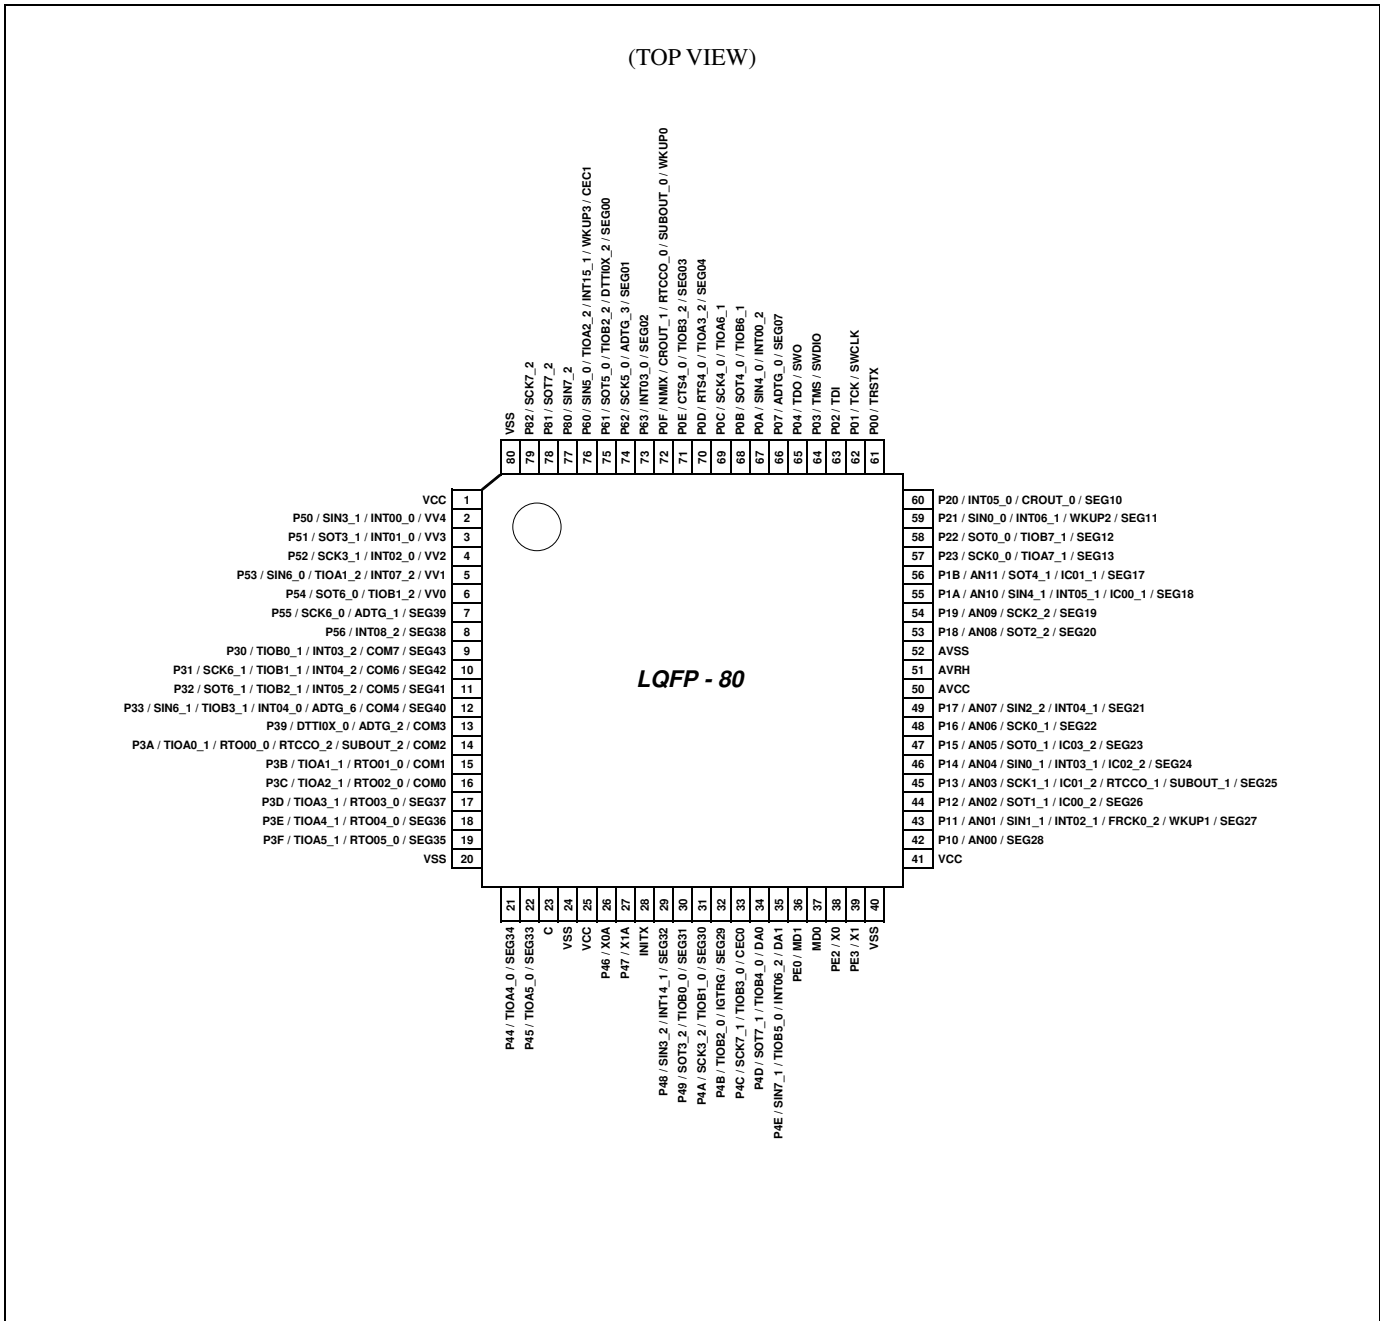 (TOP VIEW)
VSS
P82 / SCK7_2
P81 / SOT7_2
P80 / SIN7_2
P60 / SIN5_0 / TIOA2_2 / INT15_1 / WKUP3 / CEC1
P61 / SOT5_0 / TIOB2_2 / DTTI0X_2 / SEG00
P62 / SCK5_0 / ADTG_3 / SEG01
P63 / INT03_0 / SEG02
P0F / NMIX / CROUT_1 / RTCCO_0 / SUBOUT_0 / WKUP0
P0E / CTS4_0 / TIOB3_2 / SEG03
P0D / RTS4_0 / TIOA3_2 / SEG04
P0C / SCK4_0 / TIOA6_1
P0B / SOT4_0 / TIOB6_1
P0A / SIN4_0 / INT00_2
P07 / ADTG_0 / SEG07
P04 / TDO / SWO
P03 / TMS / SWDIO
P02 / TDI
P01 / TCK / SWCLK
P00 / TRSTX
80 79 78 77 76 75 74 73 72 71 70 69 68 67 66 65 64 63 62 61
VCC 1
P50 / SIN3_1 / INT00_0 / VV4 2
P51 / SOT3_1 / INT01_0 / VV3 3
P52 / SCK3_1 / INT02_0 / VV2 4
P53 / SIN6_0 / TIOA1_2 / INT07_2 / VV1 5
P54 / SOT6_0 / TIOB1_2 / VV0 6
P55 / SCK6_0 / ADTG_1 / SEG39 7
P56 / INT08_2 / SEG38 8
P30 / TIOB0_1 / INT03_2 / COM7 / SEG43 9
P31 / SCK6_1 / TIOB1_1 / INT04_2 / COM6 / SEG42 10
P32 / SOT6_1 / TIOB2_1 / INT05_2 / COM5 / SEG41 11
P33 / SIN6_1 / TIOB3_1 / INT04_0 / ADTG_6 / COM4 / SEG40 12
P39 / DTTI0X_0 / ADTG_2 / COM3 13
P3A / TIOA0_1 / RTO00_0 / RTCCO_2 / SUBOUT_2 / COM2 14
P3B / TIOA1_1 / RTO01_0 / COM1 15
P3C / TIOA2_1 / RTO02_0 / COM0 16
P3D / TIOA3_1 / RTO03_0 / SEG37 17
P3E / TIOA4_1 / RTO04_0 / SEG36 18
P3F / TIOA5_1 / RTO05_0 / SEG35 19
VSS 20
LQFP - 80
60 P20 / INT05_0 / CROUT_0 / SEG10
59 P21 / SIN0_0 / INT06_1 / WKUP2 / SEG11
58 P22 / SOT0_0 / TIOB7_1 / SEG12
57 P23 / SCK0_0 / TIOA7_1 / SEG13
56 P1B / AN11 / SOT4_1 / IC01_1 / SEG17
55 P1A / AN10 / SIN4_1 / INT05_1 / IC00_1 / SEG18
54 P19 / AN09 / SCK2_2 / SEG19
53 P18 / AN08 / SOT2_2 / SEG20
52 AVSS
51 AVRH
50 AVCC
49 P17 / AN07 / SIN2_2 / INT04_1 / SEG21
48 P16 / AN06 / SCK0_1 / SEG22
47 P15 / AN05 / SOT0_1 / IC03_2 / SEG23
46 P14 / AN04 / SIN0_1 / INT03_1 / IC02_2 / SEG24
45 P13 / AN03 / SCK1_1 / IC01_2 / RTCCO_1 / SUBOUT_1 / SEG25
44 P12 / AN02 / SOT1_1 / IC00_2 / SEG26
43 P11 / AN01 / SIN1_1 / INT02_1 / FRCK0_2 / WKUP1 / SEG27
42 P10 / AN00 / SEG28
41 VCC
21 22 23 24 25 26 27 28 29 30 31 32 33 34 35 36 37 38 39 40
P44 / TIOA4_0 / SEG34
P45 / TIOA5_0 / SEG33
C
VSS
VCC
P46 / X0A
P47 / X1A
INITX
P48 / SIN3_2 / INT14_1 / SEG32
P49 / SOT3_2 / TIOB0_0 / SEG31
P4A / SCK3_2 / TIOB1_0 / SEG30
P4B / TIOB2_0 / IGTRG / SEG29
P4C / SCK7_1 / TIOB3_0 / CEC0
P4D / SOT7_1 / TIOB4_0 / DA0
P4E / SIN7_1 / TIOB5_0 / INT06_2 / DA1
PE0 / MD1
MD0
PE2 / X0
PE3 / X1
VSS